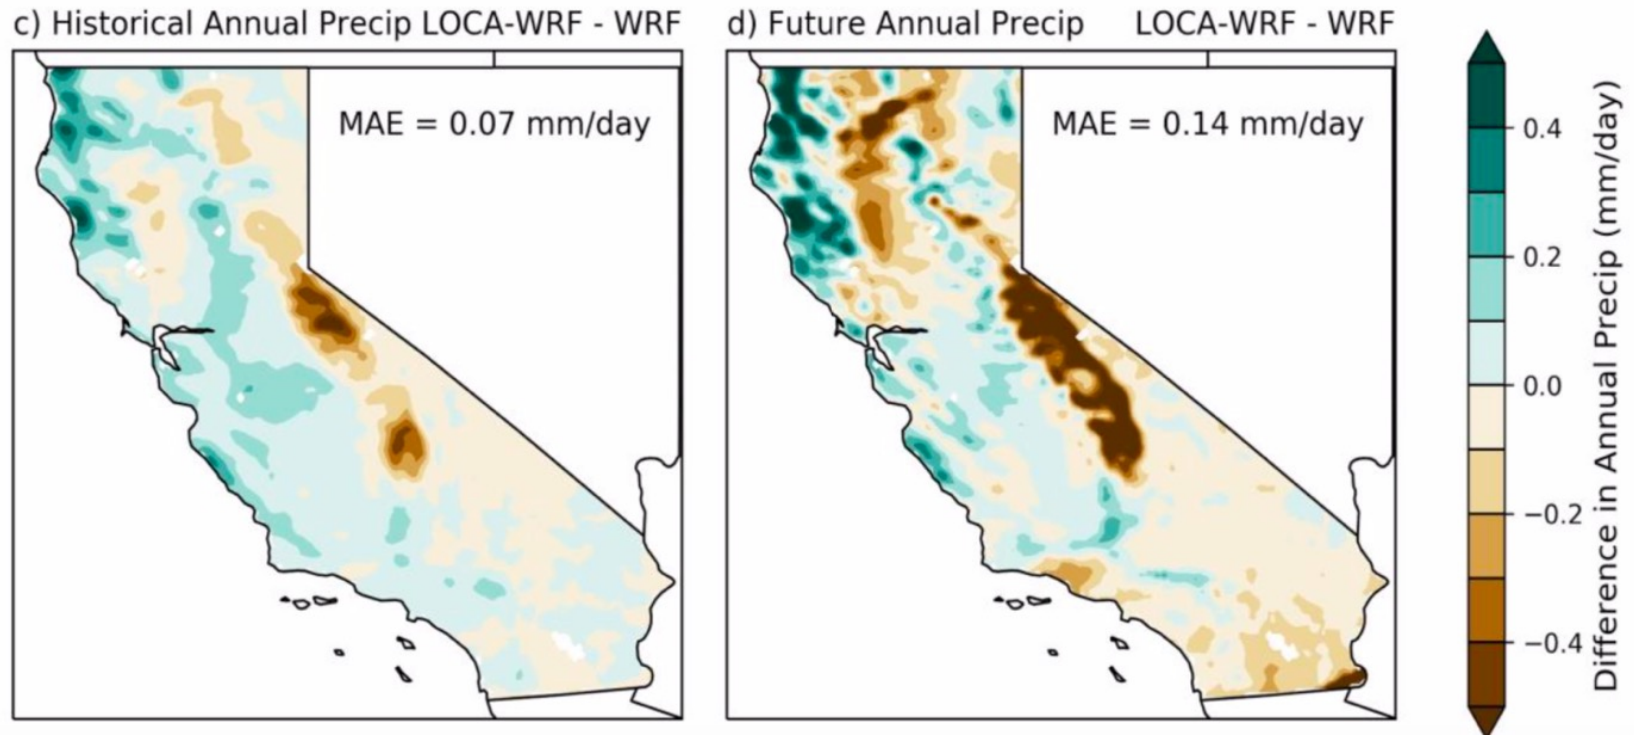 c) Historical Annual Precip LOCA-WRF - WRF
MAE = 0.07 mm/day
d) Future Annual Precip LOCA-WRF - WRF
MAE = 0.14 mm/day
0.4
0.2
0.0
−0.2
−0.4
Difference in Annual Precip (mm/day)